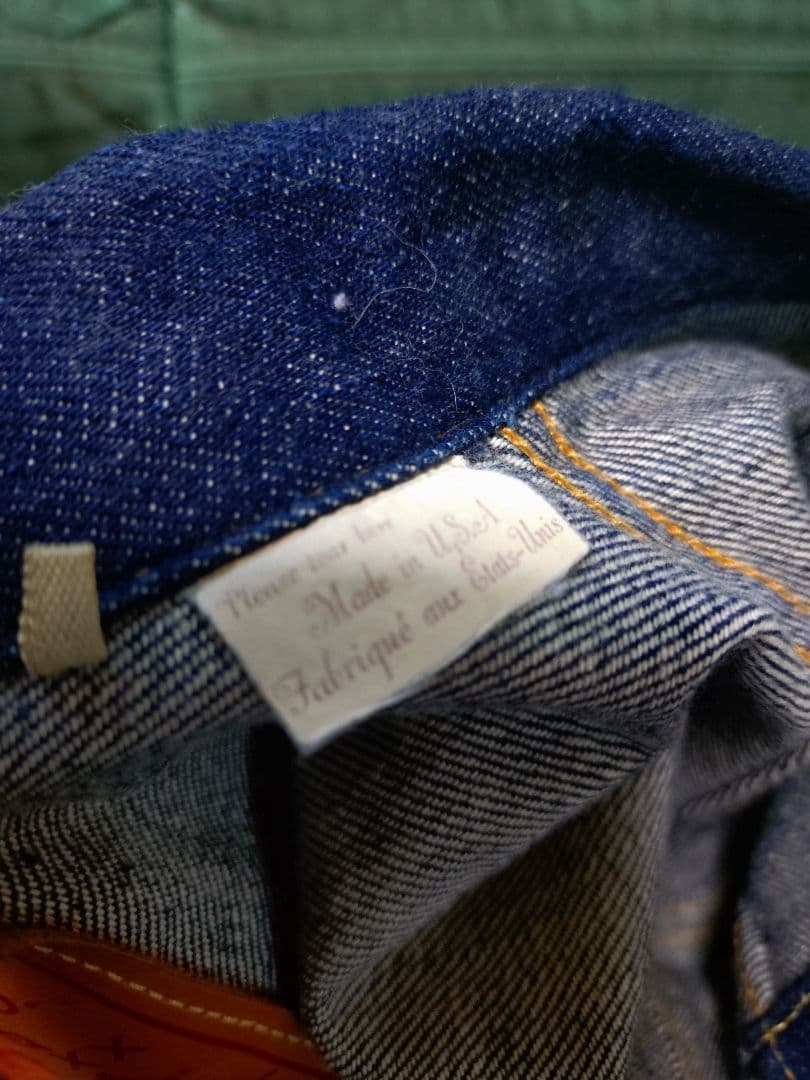 Please tear here
Made in U.S.A
Fabriqué aux États-Unis